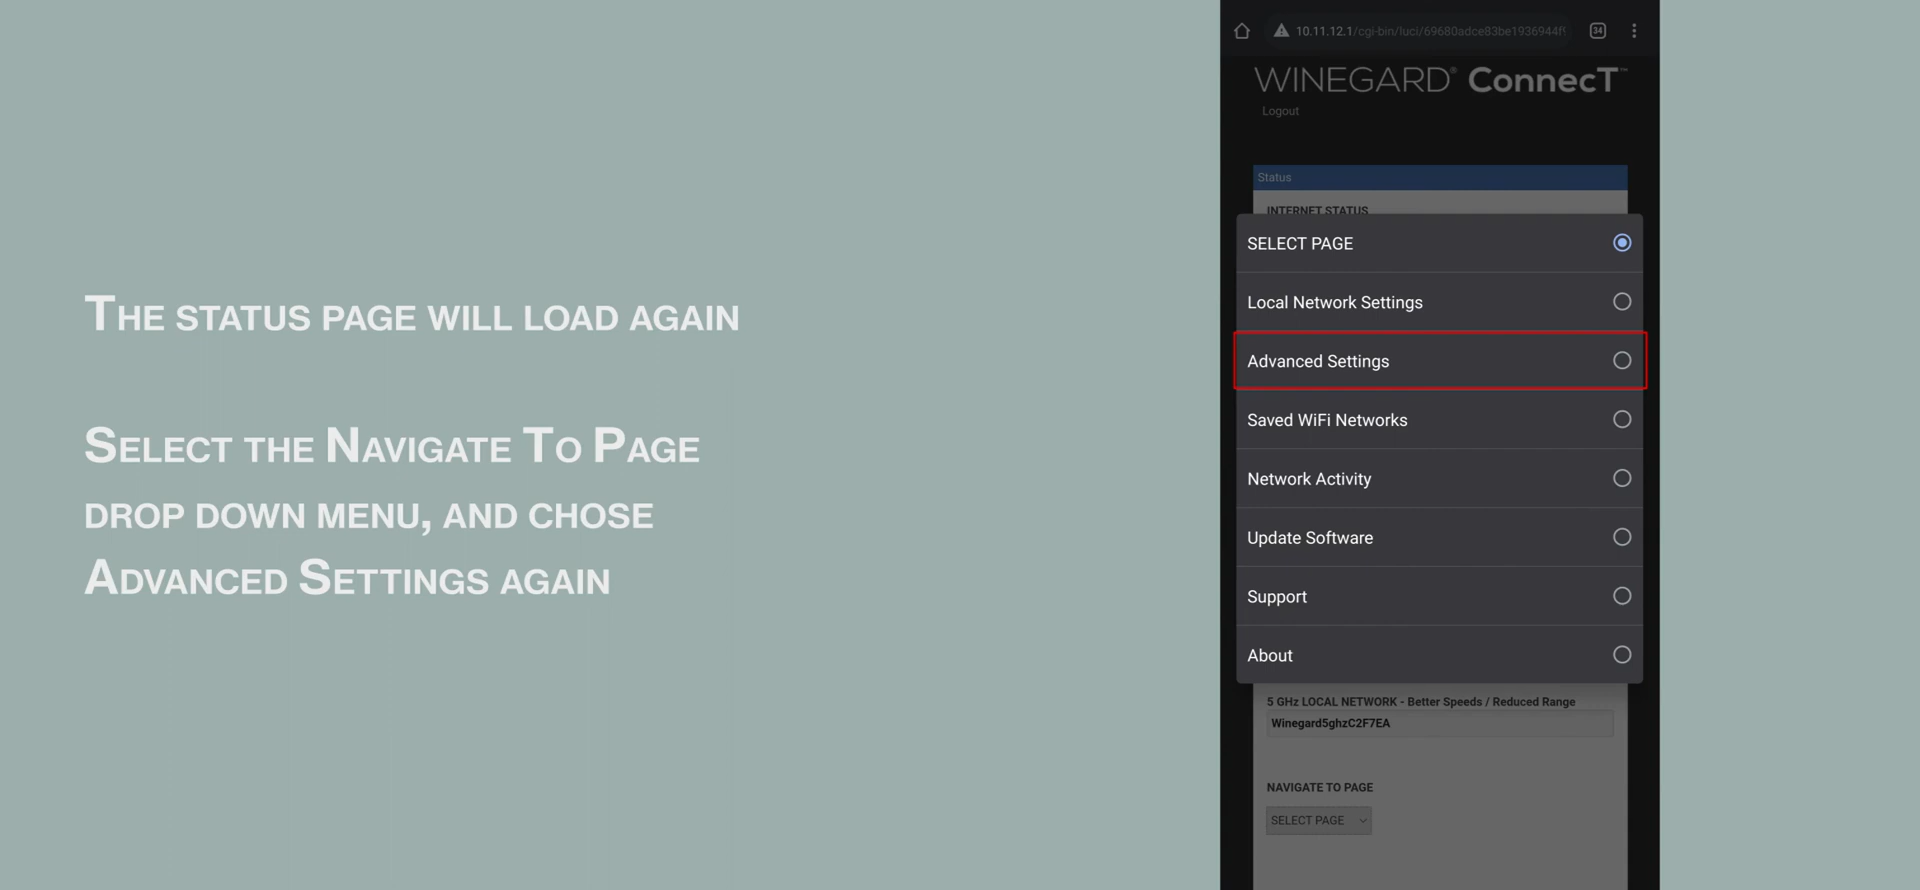 THE STATUS PAGE WILL LOAD AGAIN
SELECT THE NAVIGATE TO PAGE
DROP DOWN MENU, AND CHOSE
ADVANCED SETTINGS AGAIN
10.11.12.1/cgi-bin/luci/69680adce83be1936944f
34
WINEGARD® ConnecT™
Logout
Status
INTERNET STATUS
SELECT PAGE
Local Network Settings
Advanced Settings
Saved WiFi Networks
Network Activity
Update Software
Support
About
5 GHz LOCAL NETWORK - Better Speeds / Reduced Range
Winegard5ghzC2F7EA
NAVIGATE TO PAGE
SELECT PAGE